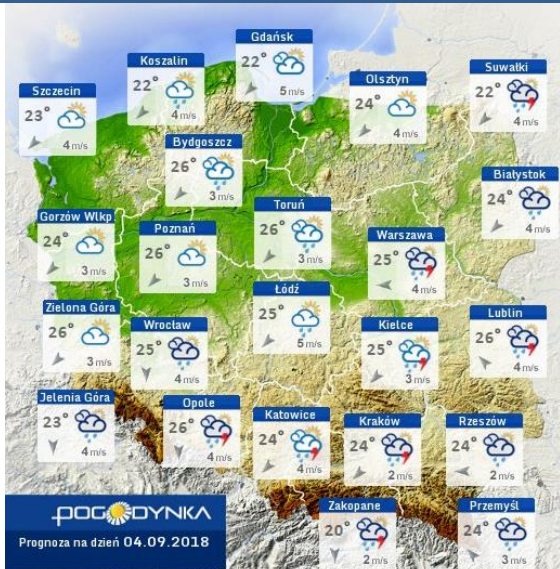 Gdańsk
22°
5 m/s
Koszalin
22°
4 m/s
Olsztyn
24°
4 m/s
Suwałki
22°
4 m/s
Szczecin
23°
4 m/s
Bydgoszcz
26°
3 m/s
Białystok
24°
4 m/s
Gorzów Wlkp
24°
3 m/s
Poznań
26°
3 m/s
Toruń
26°
3 m/s
Warszawa
25°
4 m/s
Zielona Góra
26°
3 m/s
Wrocław
25°
4 m/s
Łódź
25°
5 m/s
Kielce
25°
3 m/s
Lublin
26°
4 m/s
Jelenia Góra
23°
4 m/s
Opole
26°
4 m/s
Katowice
24°
4 m/s
Kraków
24°
2 m/s
Rzeszów
24°
2 m/s
Zakopane
20°
2 m/s
Przemyśl
24°
3 m/s
POGODYNKA
Prognoza na dzień 04.09.2018